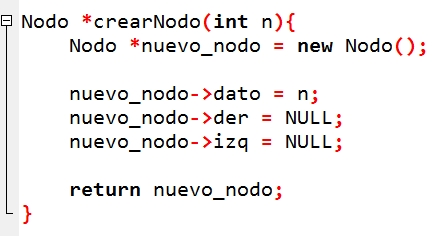 Nodo *crearNodo(int n){
Nodo *nuevo_nodo = new Nodo();
nuevo_nodo->dato = n;
nuevo_nodo->der = NULL;
nuevo_nodo->izq = NULL;
return nuevo_nodo;
}